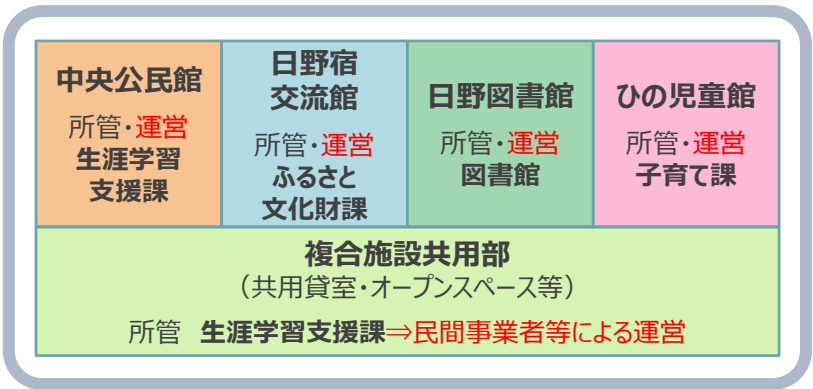 中央公民館
所管・運営
生涯学習
支援課
日野宿
交流館
所管・運営
ふるさと
文化財課
日野図書館
所管・運営
図書館
ひの児童館
所管・運営
子育て課
複合施設共用部
（共用貸室・オープンスペース等）
所管 生涯学習支援課⇒民間事業者等による運営